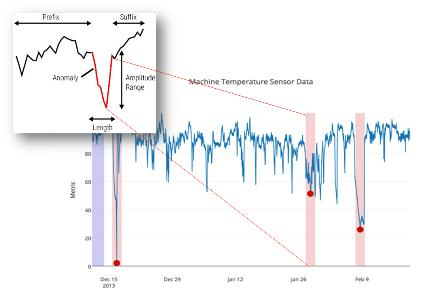 Prefix
Suffix
Anomaly
Amplitude
Range
Length
Machine Temperature Sensor Data
80
60
40
20
0
Metric
Dec 15
2013
Dec 29
Jan 12
Jan 26
Feb 9